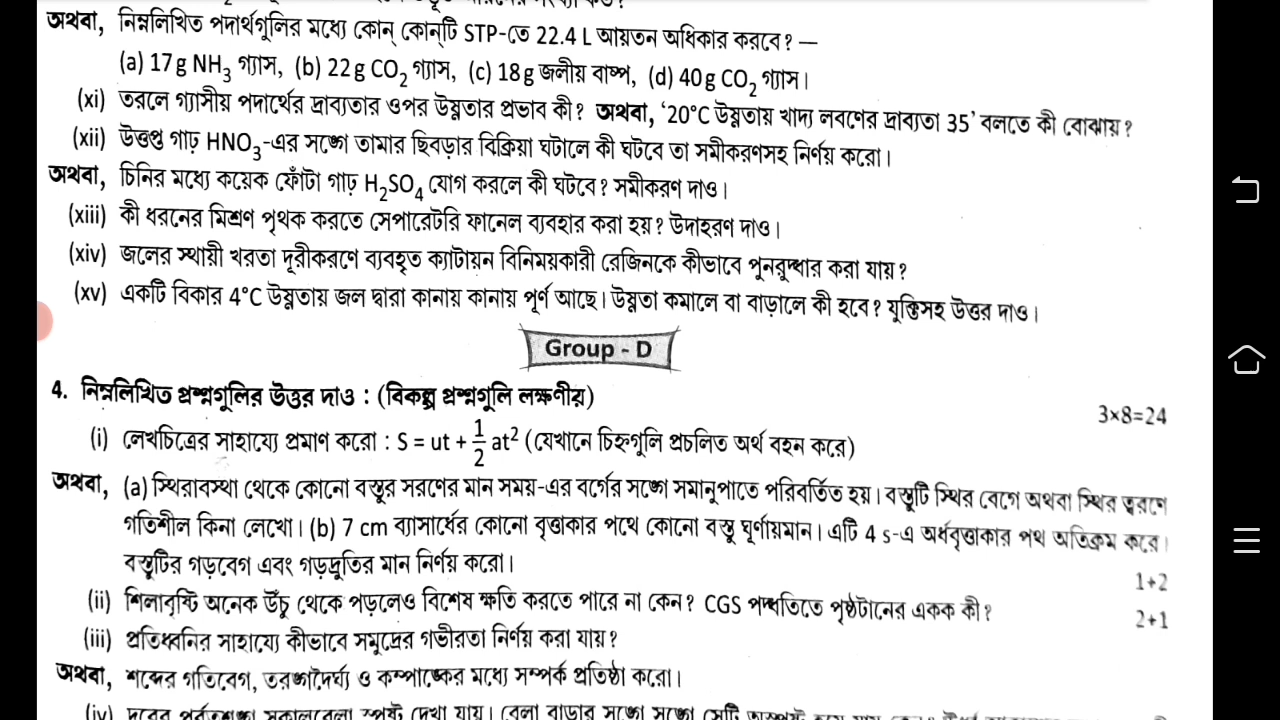 অথবা, নিম্নলিখিত পদার্থগুলির মধ্যে কোন্ কোন্‌টি STP-তে 22.4 L আয়তন অধিকার করবে? —
(a) 17 g NH₃ গ্যাস, (b) 22 g CO₂ গ্যাস, (c) 18 g জলীয় বাষ্প, (d) 40 g CO₂ গ্যাস।
(xi) তরলে গ্যাসীয় পদার্থের দ্রাব্যতার ওপর উষ্ণতার প্রভাব কী? অথবা, ‘20°C উষ্ণতায় খাদ্য লবণের দ্রাব্যতা 35’ বলতে কী বোঝায়?
(xii) উত্তপ্ত গাঢ় HNO₃-এর সঙ্গে তামার ছিবড়ার বিক্রিয়া ঘটালে কী ঘটবে তা সমীকরণসহ নির্ণয় করো।
অথবা, চিনির মধ্যে কয়েক ফোঁটা গাঢ় H₂SO₄ যোগ করলে কী ঘটবে? সমীকরণ দাও।
(xiii) কী ধরনের মিশ্রণ পৃথক করতে সেপারেটরি ফানেল ব্যবহার করা হয়? উদাহরণ দাও।
(xiv) জলের স্থায়ী খরতা দূরীকরণে ব্যবহৃত ক্যাটায়ন বিনিময়কারী রেজিনকে কীভাবে পুনরুদ্ধার করা যায়?
(xv) একটি বিকার 4°C উষ্ণতায় জল দ্বারা কানায় কানায় পূর্ণ আছে। উষ্ণতা কমালে বা বাড়ালে কী হবে? যুক্তিসহ উত্তর দাও।
Group - D
4. নিম্নলিখিত প্রশ্নগুলির উত্তর দাও : (বিকল্প প্রশ্নগুলি লক্ষণীয়)
3×8=24
(i) লেখচিত্রের সাহায্যে প্রমাণ করো : S = ut + 1/2 at² (যেখানে চিহ্নগুলি প্রচলিত অর্থ বহন করে)
অথবা, (a) স্থিরাবস্থা থেকে কোনো বস্তুর সরণের মান সময়-এর বর্গের সঙ্গে সমানুপাতে পরিবর্তিত হয়। বস্তুটি স্থির বেগে অথবা স্থির ত্বরণে
গতিশীল কিনা লেখো। (b) 7 cm ব্যাসার্ধের কোনো বৃত্তাকার পথে কোনো বস্তু ঘূর্ণায়মান। এটি 4 s-এ অর্ধবৃত্তাকার পথ অতিক্রম করে।
বস্তুটির গড়বেগ এবং গড়দ্রুতির মান নির্ণয় করো।
1+2
(ii) শিলাবৃষ্টি অনেক উঁচু থেকে পড়লেও বিশেষ ক্ষতি করতে পারে না কেন? CGS পদ্ধতিতে পৃষ্ঠটানের একক কী?
2+1
(iii) প্রতিধ্বনির সাহায্যে কীভাবে সমুদ্রের গভীরতা নির্ণয় করা যায়?
অথবা, শব্দের গতিবেগ, তরঙ্গদৈর্ঘ্য ও কম্পাঙ্কের মধ্যে সম্পর্ক প্রতিষ্ঠা করো।
(iv) দূরের পর্বতশৃঙ্গ সকালবেলা স্পষ্ট দেখা যায়। বেলা বাড়ার সঙ্গে সঙ্গে সেটি